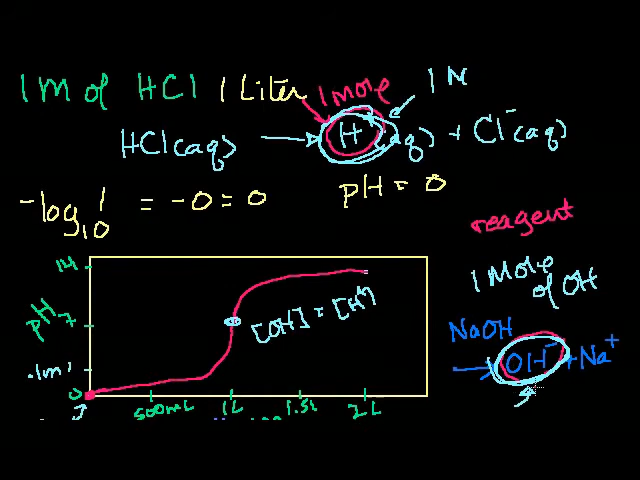 1M of HCl 1 Liter 1 mole 1 N
HCl(aq) → H (aq) + Cl⁻(aq)
-log₁₀ 1 = -0 = 0
pH = 0
reagent
1 Mole
of OH
NaOH
→ OH⁻ + Na⁺
14
pH 7
.1m
0
[OH] = [H⁺]
500mL 1L 1.5L 2L